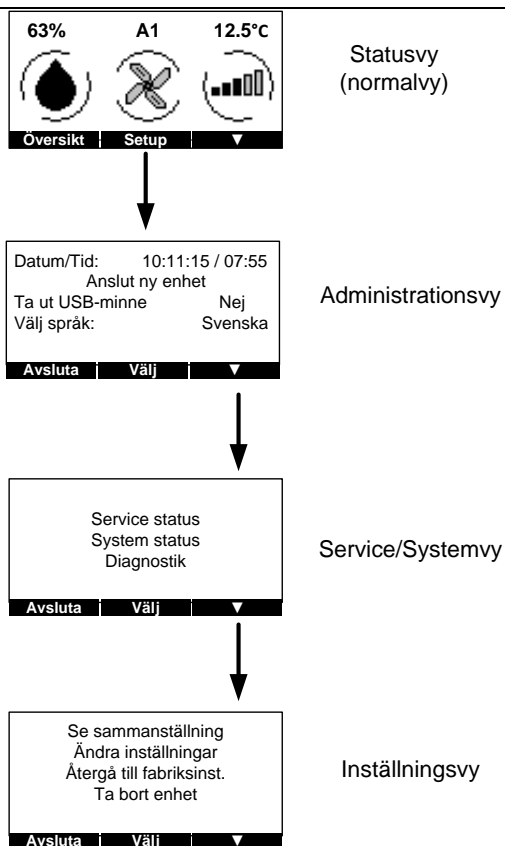 63% A1 12.5°C
Översikt Setup ▼
Statusvy
(normalvy)
Datum/Tid: 10:11:15 / 07:55
Anslut ny enhet
Ta ut USB-minne Nej
Välj språk: Svenska
Avsluta Välj ▼
Administrationsvy
Service status
System status
Diagnostik
Avsluta Välj ▼
Service/Systemvy
Se sammanställning
Ändra inställningar
Återgå till fabriksinst.
Ta bort enhet
Avsluta Välj ▼
Inställningsvy